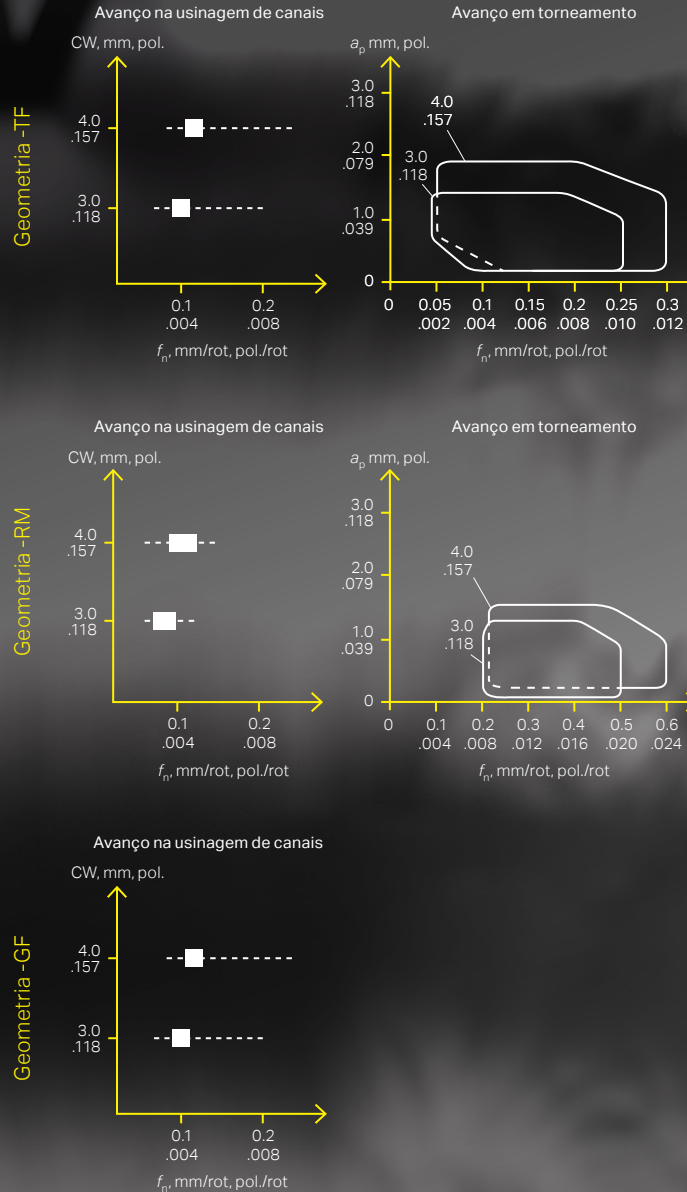 Avanço na usinagem de canais
CW, mm, pol.
Geometria -TF
4.0
.157
3.0
.118
0.1 0.2
.004 .008
fn, mm/rot, pol./rot
Avanço em torneamento
ap mm, pol.
3.0
.118
2.0
.079
1.0
.039
0
4.0
.157
3.0
.118
0 0.05 0.1 0.15 0.2 0.25 0.3
.002 .004 .006 .008 .010 .012
fn, mm/rot, pol./rot
Avanço na usinagem de canais
CW, mm, pol.
Geometria -RM
4.0
.157
3.0
.118
0.1 0.2
.004 .008
fn, mm/rot, pol./rot
Avanço em torneamento
ap mm, pol.
3.0
.118
2.0
.079
1.0
.039
0
4.0
.157
3.0
.118
0 0.1 0.2 0.3 0.4 0.5 0.6
.004 .008 .012 .016 .020 .024
fn, mm/rot, pol./rot
Avanço na usinagem de canais
CW, mm, pol.
Geometria -GF
4.0
.157
3.0
.118
0.1 0.2
.004 .008
fn, mm/rot, pol./rot